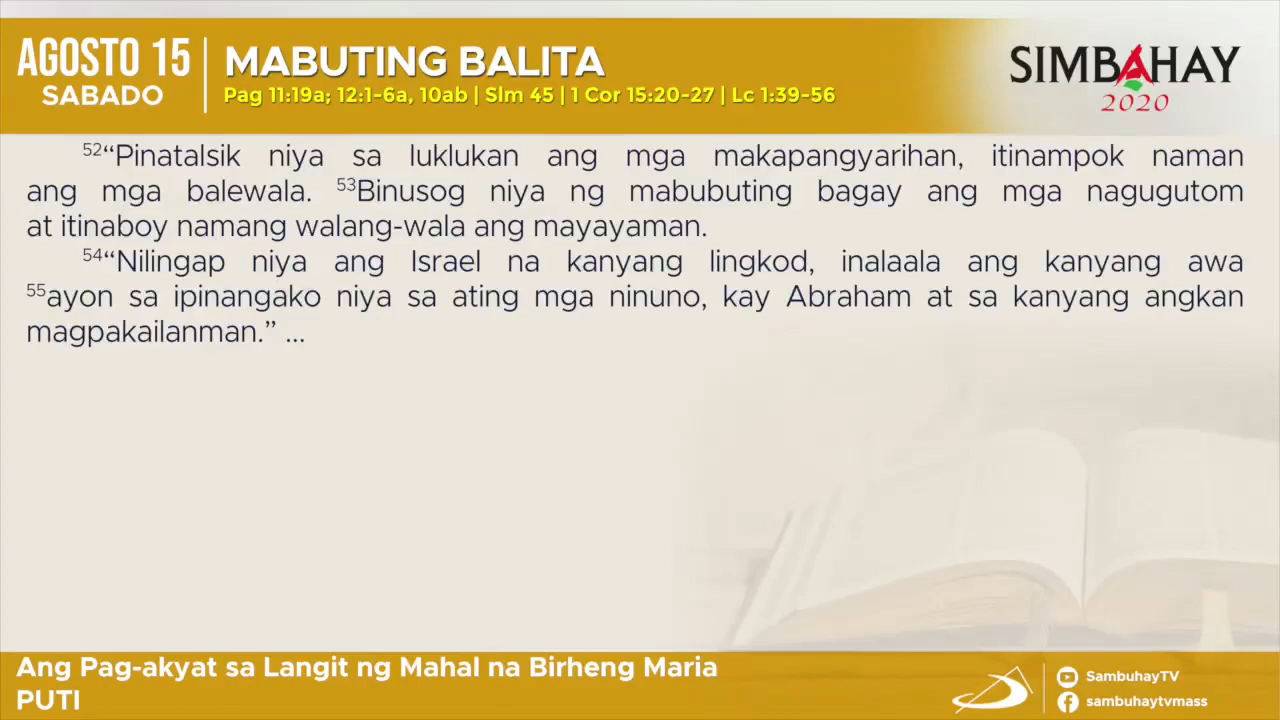 AGOSTO 15
SABADO
MABUTING BALITA
Pag 11:19a; 12:1-6a, 10ab | Slm 45 | 1 Cor 15:20-27 | Lc 1:39-56
SIMBAHAY
2020
52“Pinatalsik niya sa luklukan ang mga makapangyarihan, itinampok naman
ang mga balewala. 53Binusog niya ng mabubuting bagay ang mga nagugutom
at itinaboy namang walang-wala ang mayayaman.
54“Nilingap niya ang Israel na kanyang lingkod, inalaala ang kanyang awa
55ayon sa ipinangako niya sa ating mga ninuno, kay Abraham at sa kanyang angkan
magpakailanman.” ...
Ang Pag-akyat sa Langit ng Mahal na Birheng Maria
PUTI
SambuhayTV
sambuhaytvmass